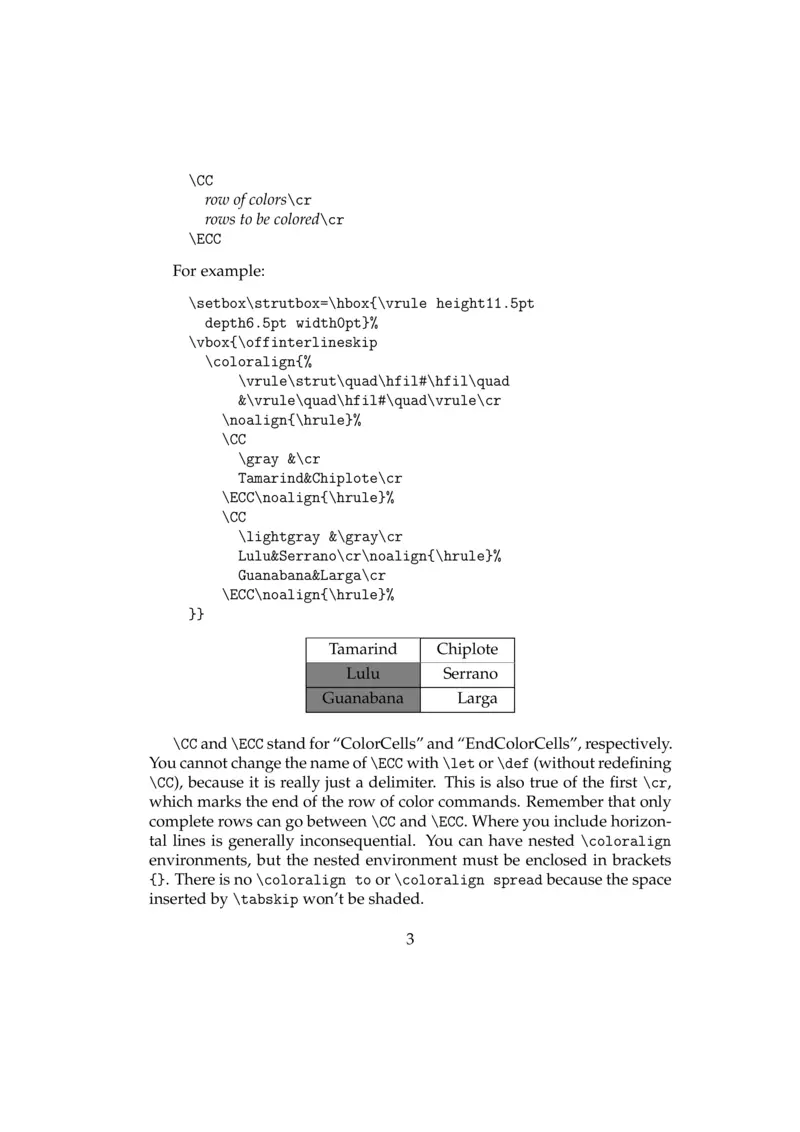 \CC
row of colors\cr
rows to be colored\cr
\ECC
For example:
\setbox\strutbox=\hbox{\vrule height11.5pt
depth6.5pt width0pt}%
\vbox{\offinterlineskip
\coloralign{%
\vrule\strut\quad\hfil#\hfil\quad
&\vrule\quad\hfil#\quad\vrule\cr
\noalign{\hrule}%
\CC
\gray &\cr
Tamarind&Chiplote\cr
\ECC\noalign{\hrule}%
\CC
\lightgray &\gray\cr
Lulu&Serrano\cr\noalign{\hrule}%
Guanabana&Larga\cr
\ECC\noalign{\hrule}%
}}
Tamarind Chiplote
Lulu Serrano
Guanabana Larga
\CC and \ECC stand for “ColorCells” and “EndColorCells”, respectively.
You cannot change the name of \ECC with \let or \def (without redefining
\CC), because it is really just a delimiter. This is also true of the first \cr,
which marks the end of the row of color commands. Remember that only
complete rows can go between \CC and \ECC. Where you include horizon-
tal lines is generally inconsequential. You can have nested \coloralign
environments, but the nested environment must be enclosed in brackets
{}. There is no \coloralign to or \coloralign spread because the space
inserted by \tabskip won’t be shaded.
3